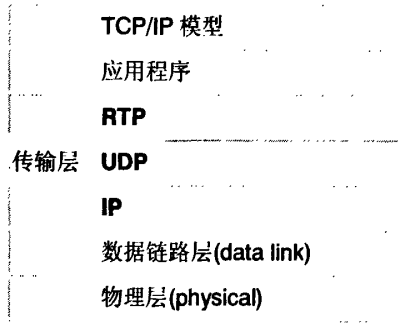 TCP/IP 模型
应用程序
RTP
传输层 UDP
IP
数据链路层(data link)
物理层(physical)